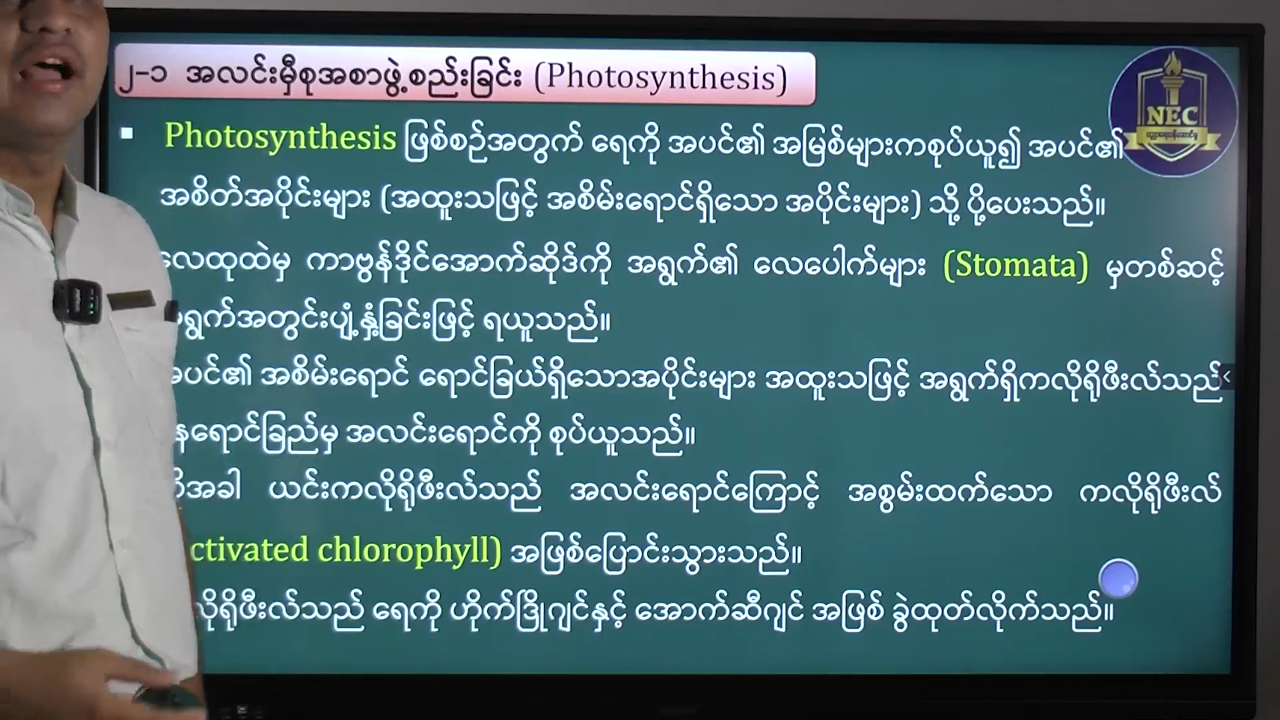 ၂-၁ အလင်းမှီစုအစာဖွဲ့စည်းခြင်း (Photosynthesis)
Photosynthesis ဖြစ်စဉ်အတွက် ရေကို အပင်၏ အမြစ်များကစုပ်ယူ၍ အပင်၏
အစိတ်အပိုင်းများ (အထူးသဖြင့် အစိမ်းရောင်ရှိသော အပိုင်းများ) သို့ ပို့ပေးသည်။
လေထုထဲမှ ကာဗွန်ဒိုင်အောက်ဆိုဒ်ကို အရွက်၏ လေပေါက်များ (Stomata) မှတစ်ဆင့်
အရွက်အတွင်းပျံ့နှံ့ခြင်းဖြင့် ရယူသည်။
အပင်၏ အစိမ်းရောင် ရောင်ခြယ်ရှိသောအပိုင်းများ အထူးသဖြင့် အရွက်ရှိကလိုရိုဖီးလ်သည်
နေရောင်ခြည်မှ အလင်းရောင်ကို စုပ်ယူသည်။
ယင်းကလိုရိုဖီးလ်သည် အလင်းရောင်ကြောင့် အစွမ်းထက်သော ကလိုရိုဖီးလ်
ctivated chlorophyll) အဖြစ်ပြောင်းသွားသည်။
လိုရိုဖီးလ်သည် ရေကို ဟိုက်ဒြိုဂျင်နှင့် အောက်ဆီဂျင် အဖြစ် ခွဲထုတ်လိုက်သည်။
NEC